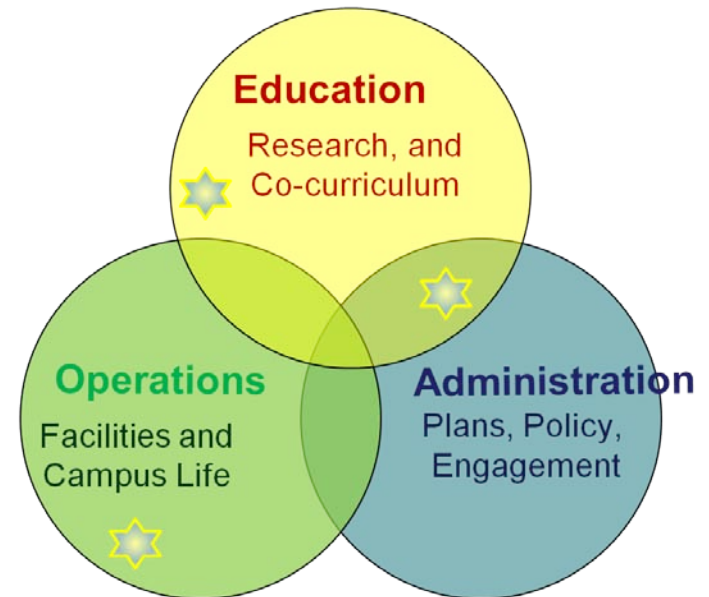 Education
Research, and
Co-curriculum
Operations
Facilities and
Campus Life
Administration
Plans, Policy,
Engagement